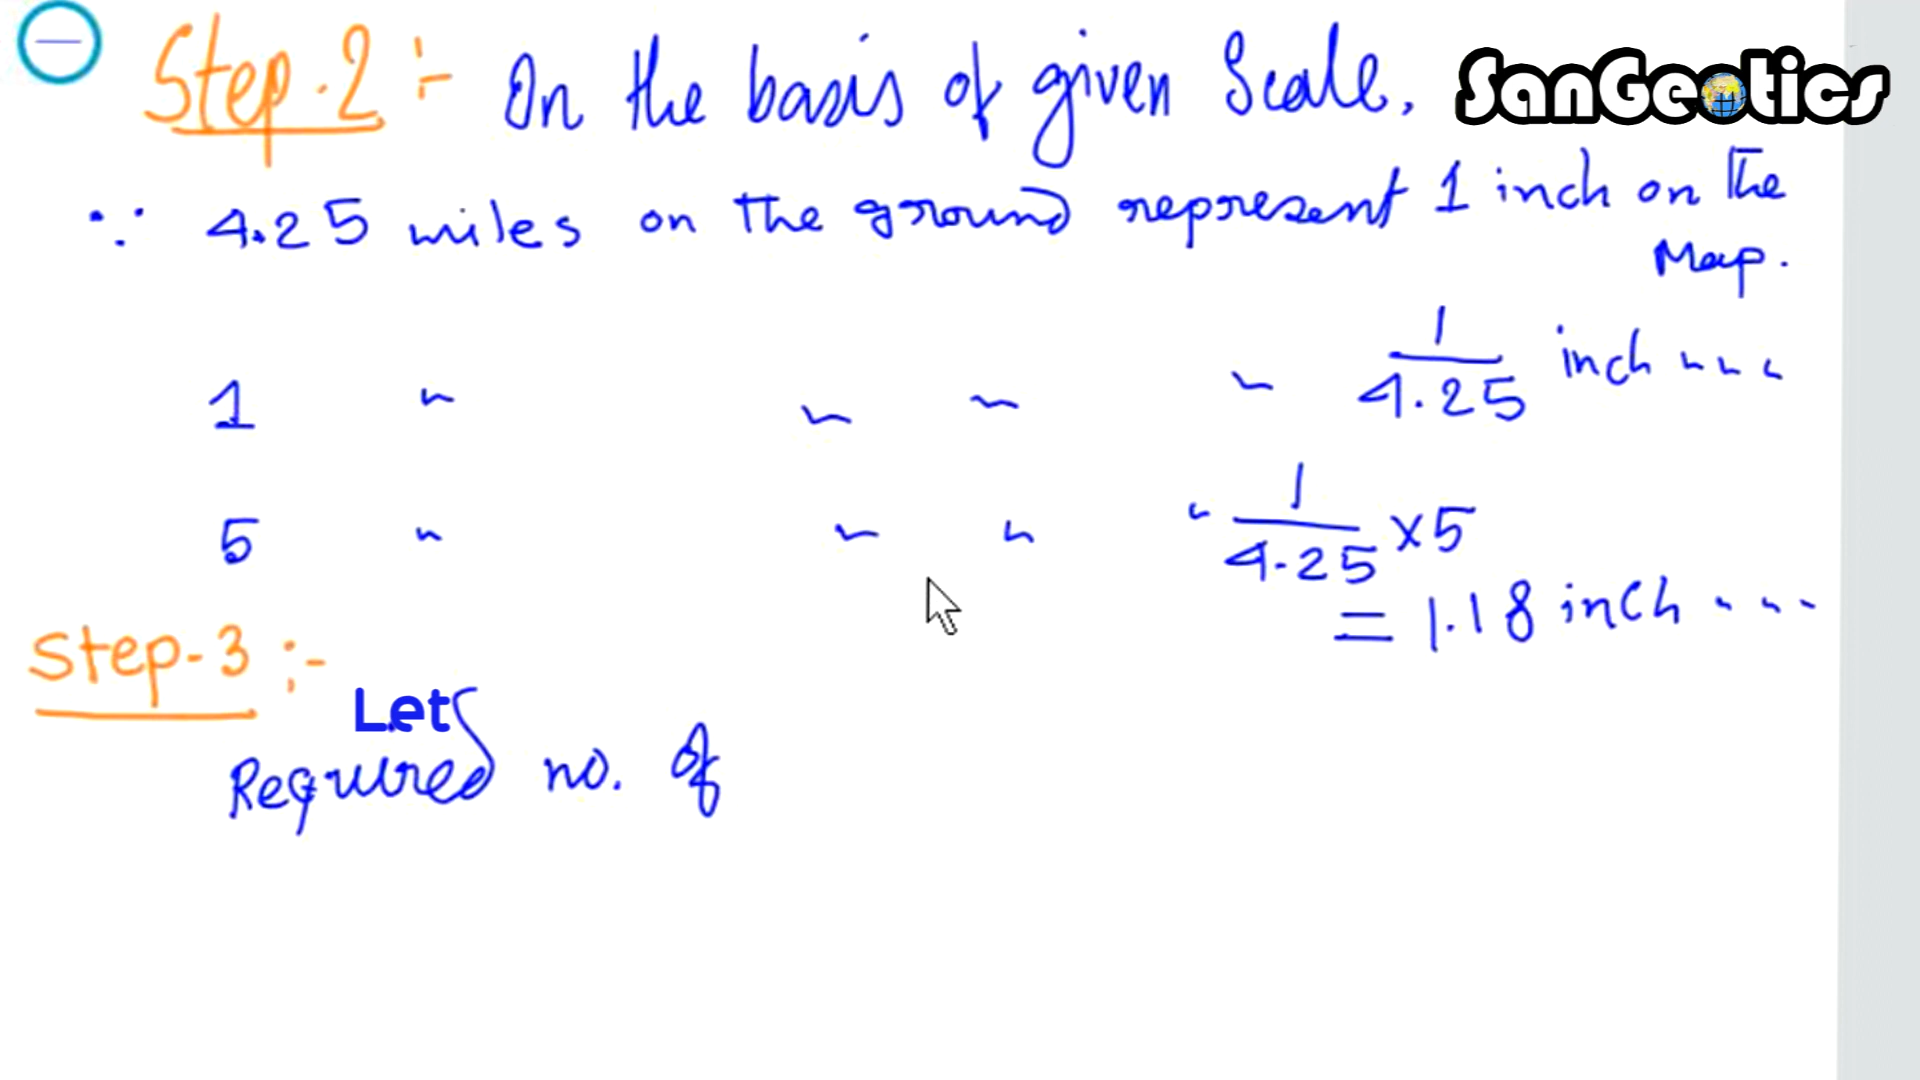 Step.2 :- On the basis of given Scale.
SanGeotics
∵ 4.25 miles on the ground represent 1 inch on the
Map.
1 " " " " 1/4.25 inch " " "
5 " " " " 1/4.25 x5
= 1.18 inch " " "
Step-3 :-
Let
Required no. of